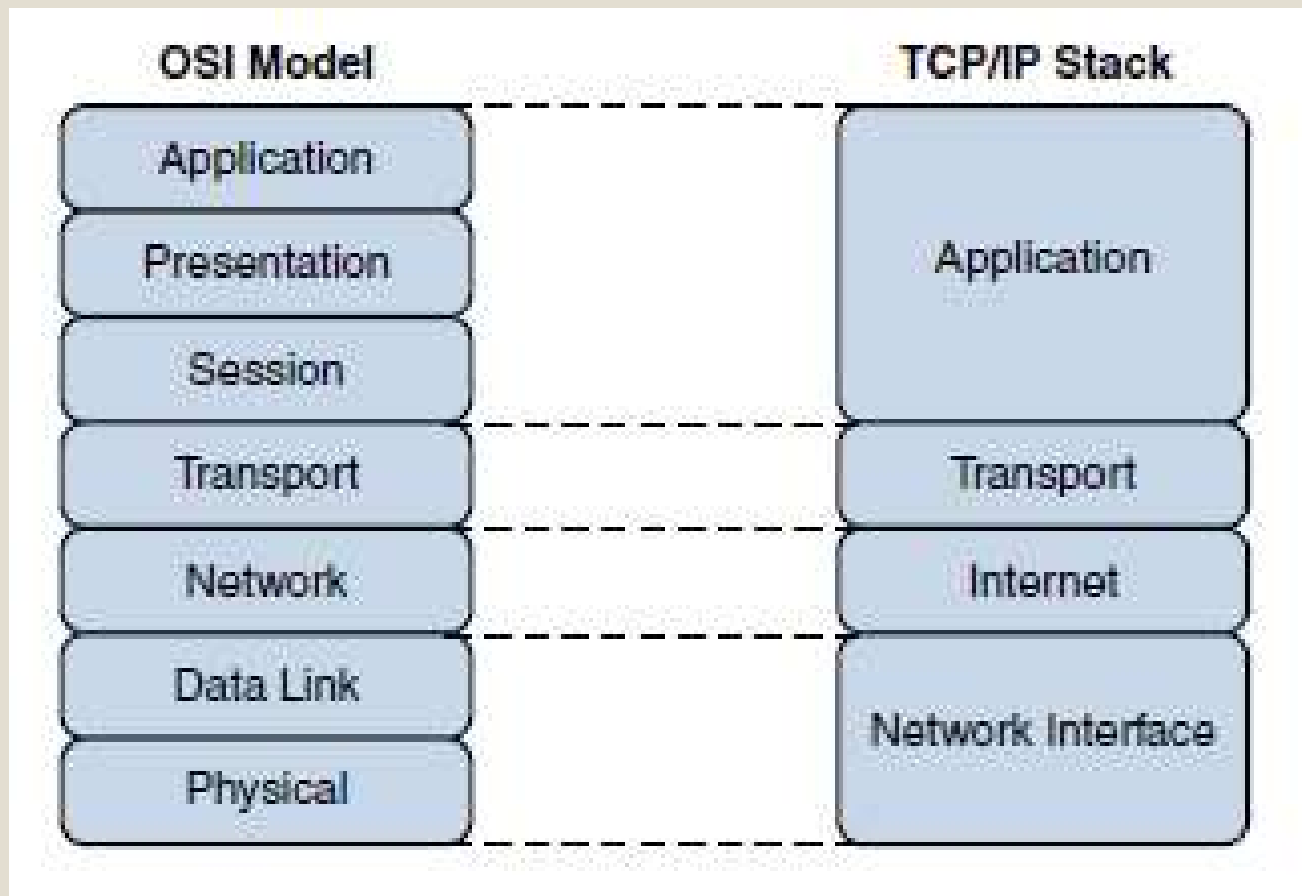 OSI Model
Application
Presentation
Session
Transport
Network
Data Link
Physical
TCP/IP Stack
Application
Transport
Internet
Network Interface